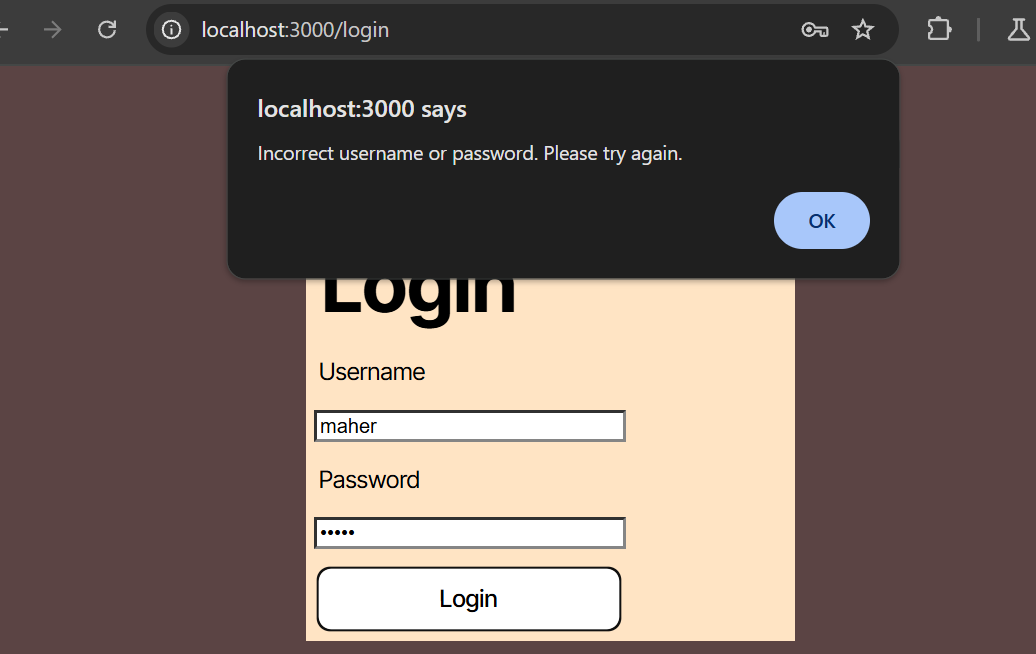 localhost:3000/login
localhost:3000 says
Incorrect username or password. Please try again.
OK
Login
Username
maher
Password
•••••
Login